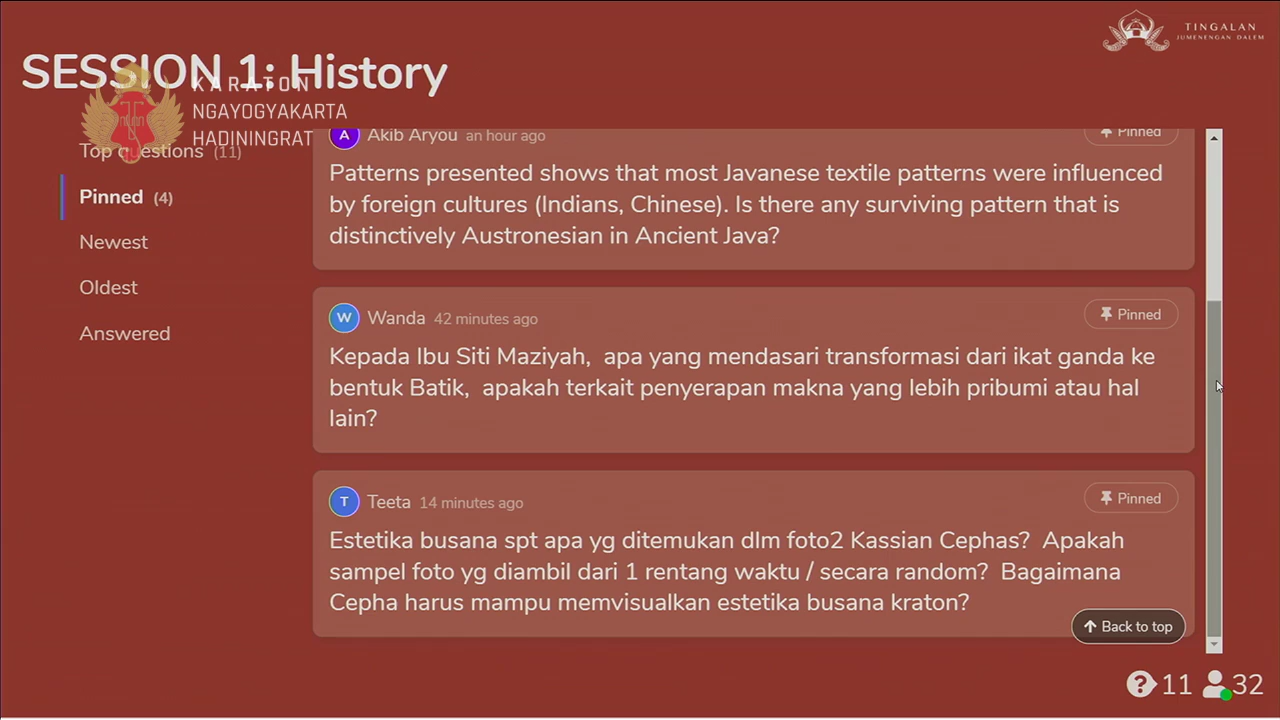 TINGALAN
JUMENENGAN DALEM
SESSION 1: History
KARATON
NGAYOGYAKARTA
HADININGRAT
Top questions (11)
Pinned (4)
Newest
Oldest
Answered
A Akib Aryou an hour ago
Pinned
Patterns presented shows that most Javanese textile patterns were influenced
by foreign cultures (Indians, Chinese). Is there any surviving pattern that is
distinctively Austronesian in Ancient Java?
W Wanda 42 minutes ago
Pinned
Kepada Ibu Siti Maziyah, apa yang mendasari transformasi dari ikat ganda ke
bentuk Batik, apakah terkait penyerapan makna yang lebih pribumi atau hal
lain?
T Teeta 14 minutes ago
Pinned
Estetika busana spt apa yg ditemukan dlm foto2 Kassian Cephas? Apakah
sampel foto yg diambil dari 1 rentang waktu / secara random? Bagaimana
Cepha harus mampu memvisualkan estetika busana kraton?
Back to top
? 11 32